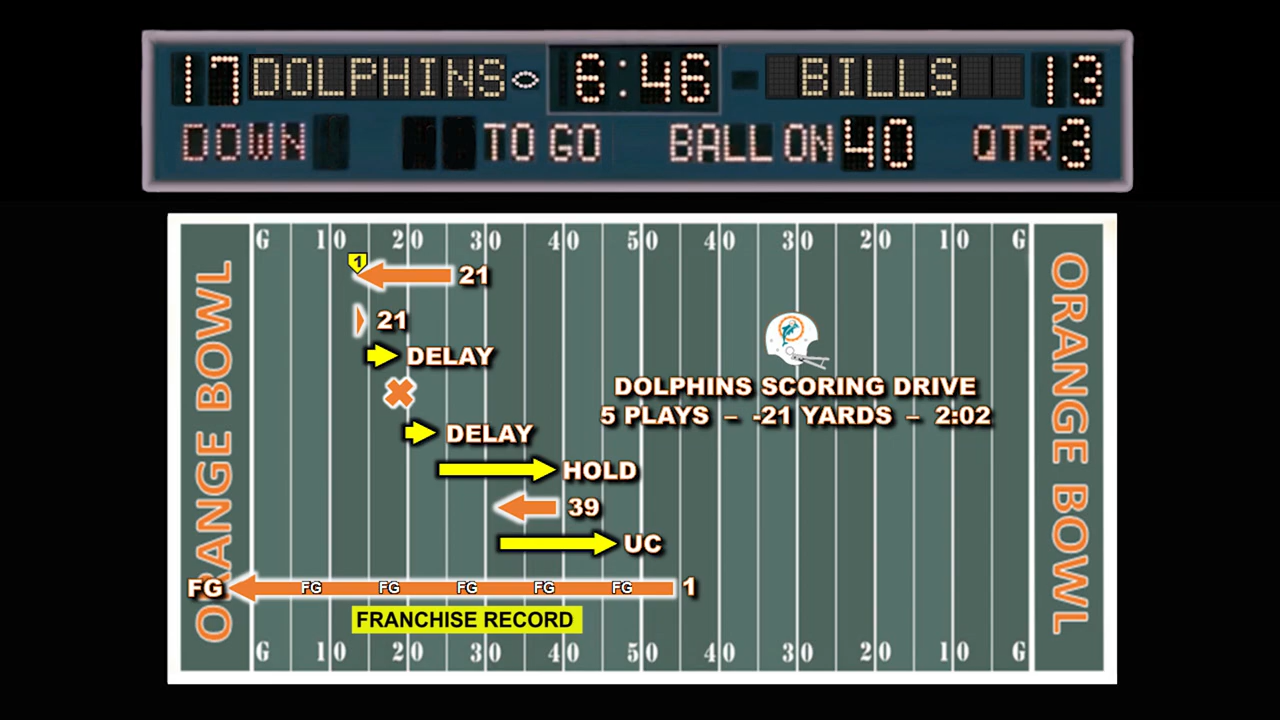 17 DOLPHINS 6:46 BILLS 13
DOWN TO GO BALL ON 40 QTR 3
G 10 20 30 40 50 40 30 20 10 G
ORANGE BOWL
1
21
21
DELAY
DELAY
HOLD
39
UC
FG FG FG FG FG FG 1
FRANCHISE RECORD
DOLPHINS SCORING DRIVE
5 PLAYS – -21 YARDS – 2:02
ORANGE BOWL
G 10 20 30 40 50 40 30 20 10 G